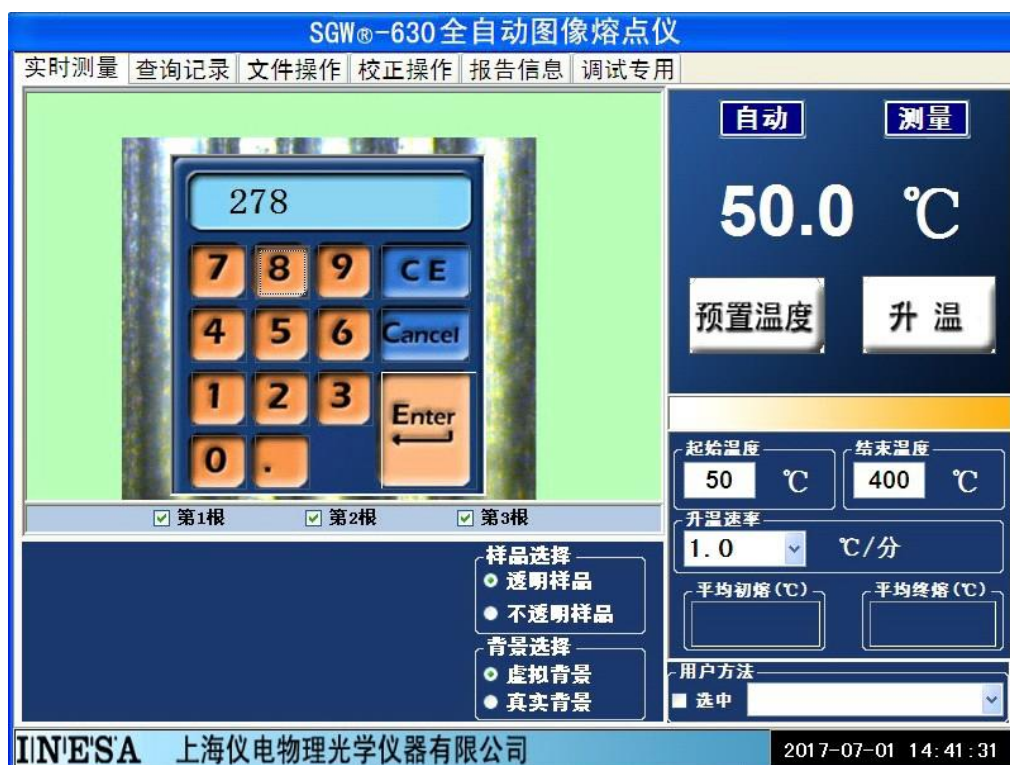 SGW®-630全自动图像熔点仪
实时测量 查询记录 文件操作 校正操作 报告信息 调试专用
278
7 8 9 CE
4 5 6 Cancel
1 2 3 Enter
0 .
第1根 第2根 第3根
样品选择
透明样品
不透明样品
背景选择
虚拟背景
真实背景
自动 测量
50.0 ℃
预置温度 升温
起始温度 结束温度
50 ℃ 400 ℃
升温速率
1.0 ℃/分
平均初熔(℃) 平均终熔(℃)
用户方法
选中
INESA 上海仪电物理光学仪器有限公司 2017-07-01 14:41:31